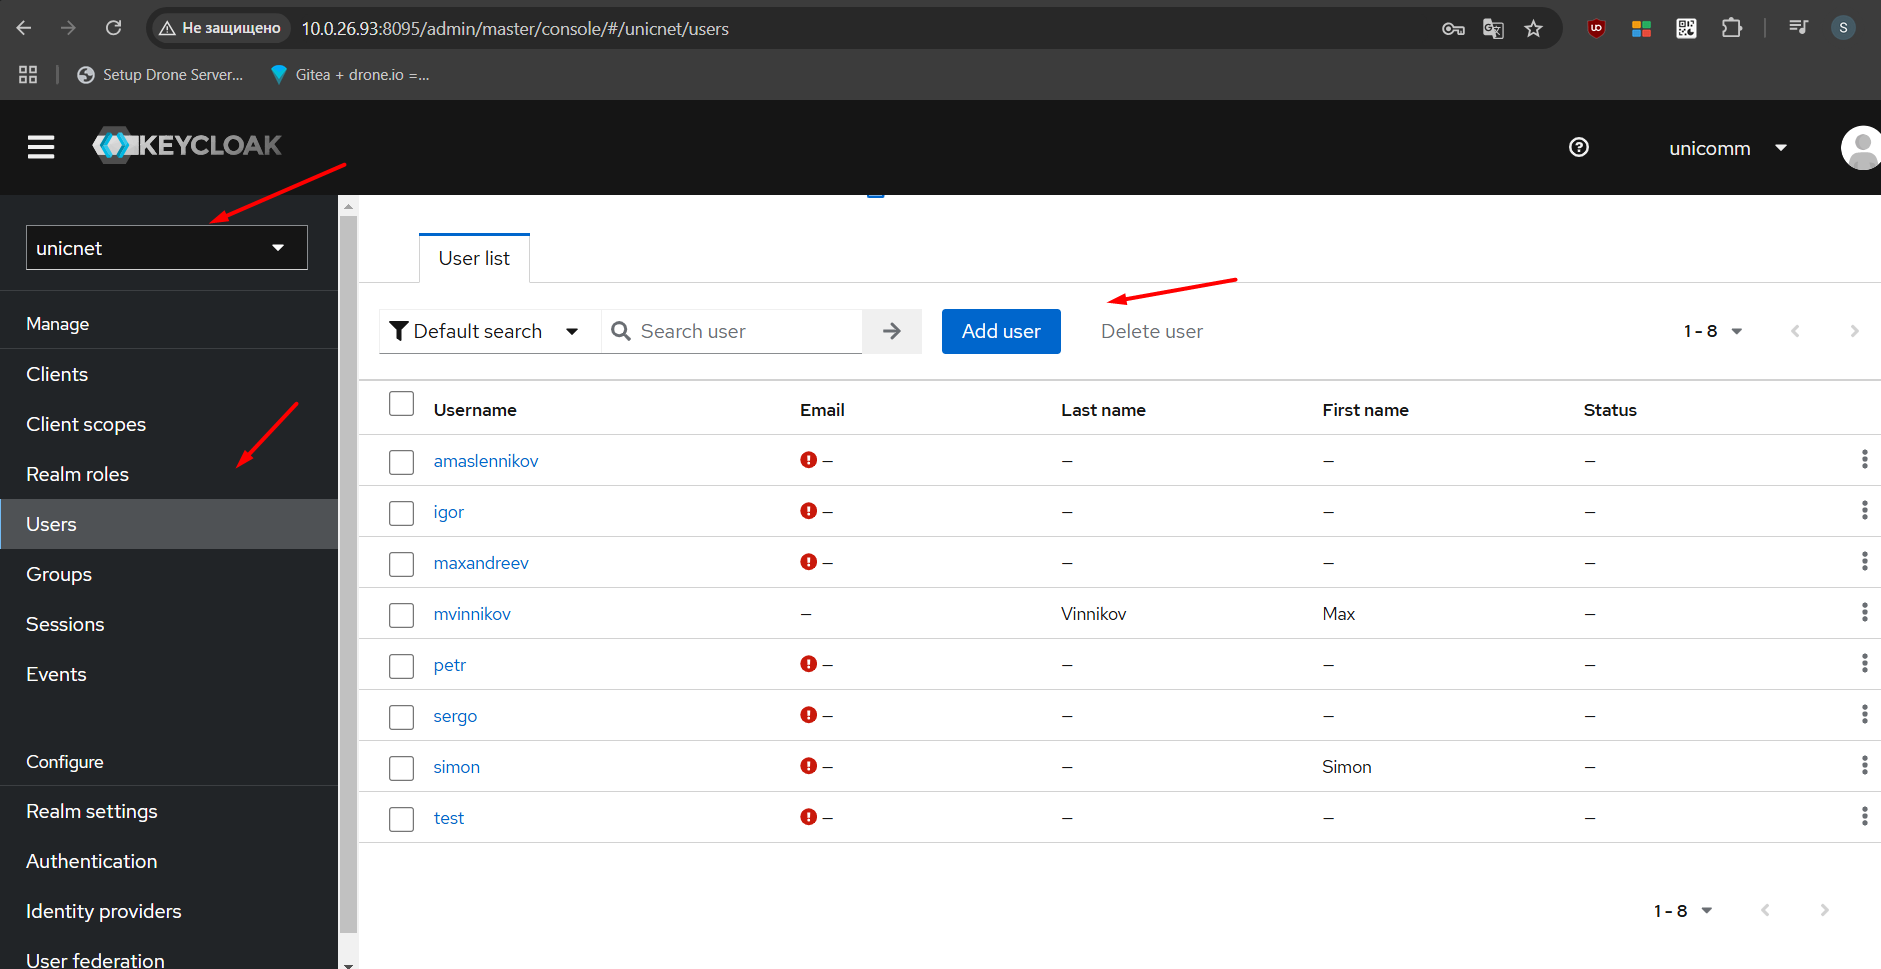 Не защищено
10.0.26.93:8095/admin/master/console/#/unicnet/users
S
Setup Drone Server...
Gitea + drone.io =...
KEYCLOAK
unicomm
unicnet
Manage
Clients
Client scopes
Realm roles
Users
Groups
Sessions
Events
Configure
Realm settings
Authentication
Identity providers
User federation
User list
Default search
Search user
Add user
Delete user
1 - 8
Username Email Last name First name Status
amaslennikov – – – –
igor – – – –
maxandreev – – – –
mvinnikov – Vinnikov Max –
petr – – – –
sergo – – – –
simon – – Simon –
test – – – –
1 - 8